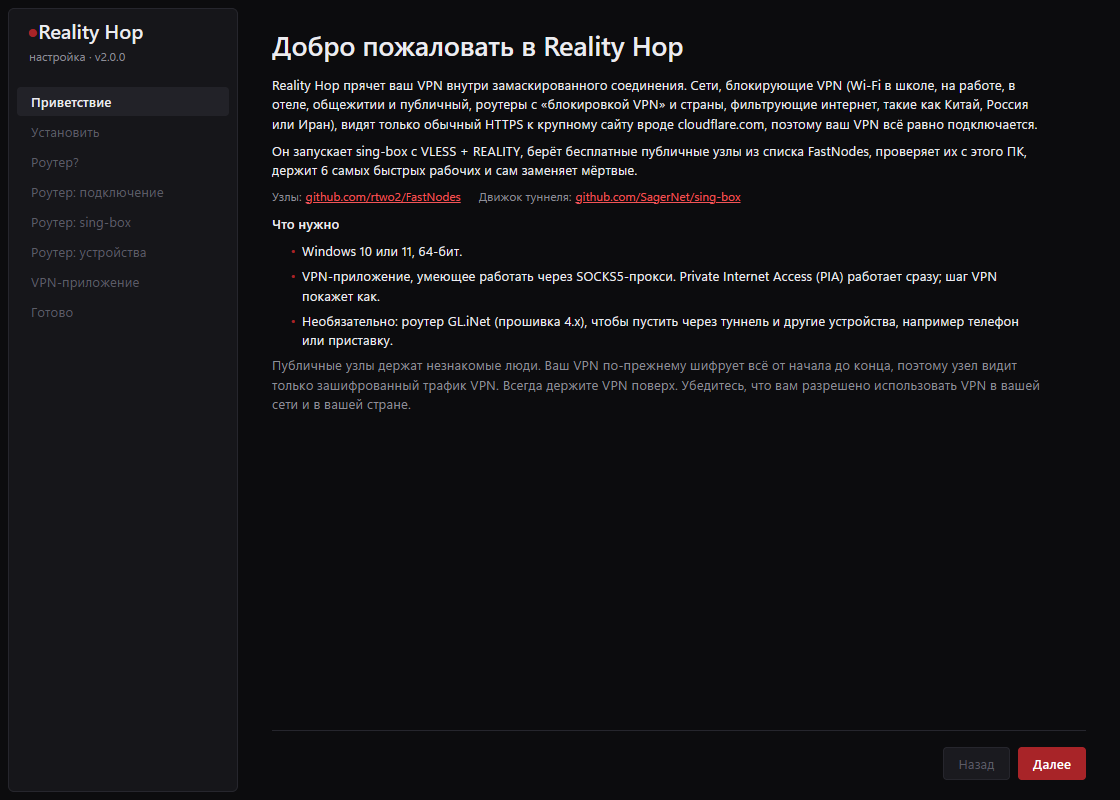 Reality Hop
настройка · v2.0.0
Приветствие
Установить
Роутер?
Роутер: подключение
Роутер: sing-box
Роутер: устройства
VPN-приложение
Готово
Добро пожаловать в Reality Hop
Reality Hop прячет ваш VPN внутри замаскированного соединения. Сети, блокирующие VPN (Wi-Fi в школе, на работе, в
отеле, общежитии и публичный, роутеры с «блокировкой VPN» и страны, фильтрующие интернет, такие как Китай, Россия
или Иран), видят только обычный HTTPS к крупному сайту вроде cloudflare.com, поэтому ваш VPN всё равно подключается.
Он запускает sing-box с VLESS + REALITY, берёт бесплатные публичные узлы из списка FastNodes, проверяет их с этого ПК,
держит 6 самых быстрых рабочих и сам заменяет мёртвые.
Узлы: github.com/rtwo2/FastNodes Движок туннеля: github.com/SagerNet/sing-box
Что нужно
• Windows 10 или 11, 64-бит.
• VPN-приложение, умеющее работать через SOCKS5-прокси. Private Internet Access (PIA) работает сразу; шаг VPN
покажет как.
• Необязательно: роутер GL.iNet (прошивка 4.x), чтобы пустить через туннель и другие устройства, например телефон
или приставку.
Публичные узлы держат незнакомые люди. Ваш VPN по-прежнему шифрует всё от начала до конца, поэтому узел видит
только зашифрованный трафик VPN. Всегда держите VPN поверх. Убедитесь, что вам разрешено использовать VPN в вашей
сети и в вашей стране.
Назад
Далее